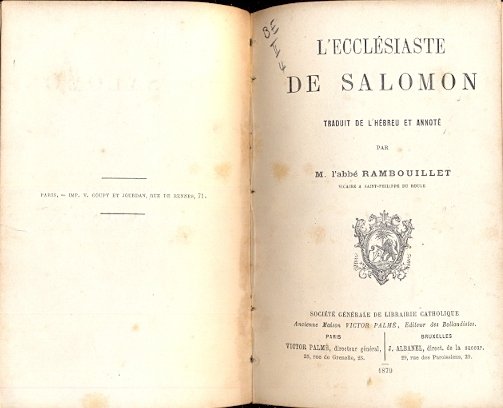 PARIS. — IMP. V. GOUPY ET JOURDAN, RUE DE RENNES, 71.
L'ECCLÉSIASTE
DE SALOMON
TRADUIT DE L'HÉBREU ET ANNOTÉ
PAR
M. l'abbé RAMBOUILLET
VICAIRE A SAINT-PHILIPPE DU ROULE
SOCIÉTÉ GÉNÉRALE DE LIBRAIRIE CATHOLIQUE
Ancienne Maison VICTOR PALMÉ, Éditeur des Bollandistes.
PARIS
VICTOR PALMÉ, directeur général,
25, rue de Grenelle, 25.
BRUXELLES
J. ALBANEL, direct. de la succur.
29, rue des Paroissiens, 29.
1879